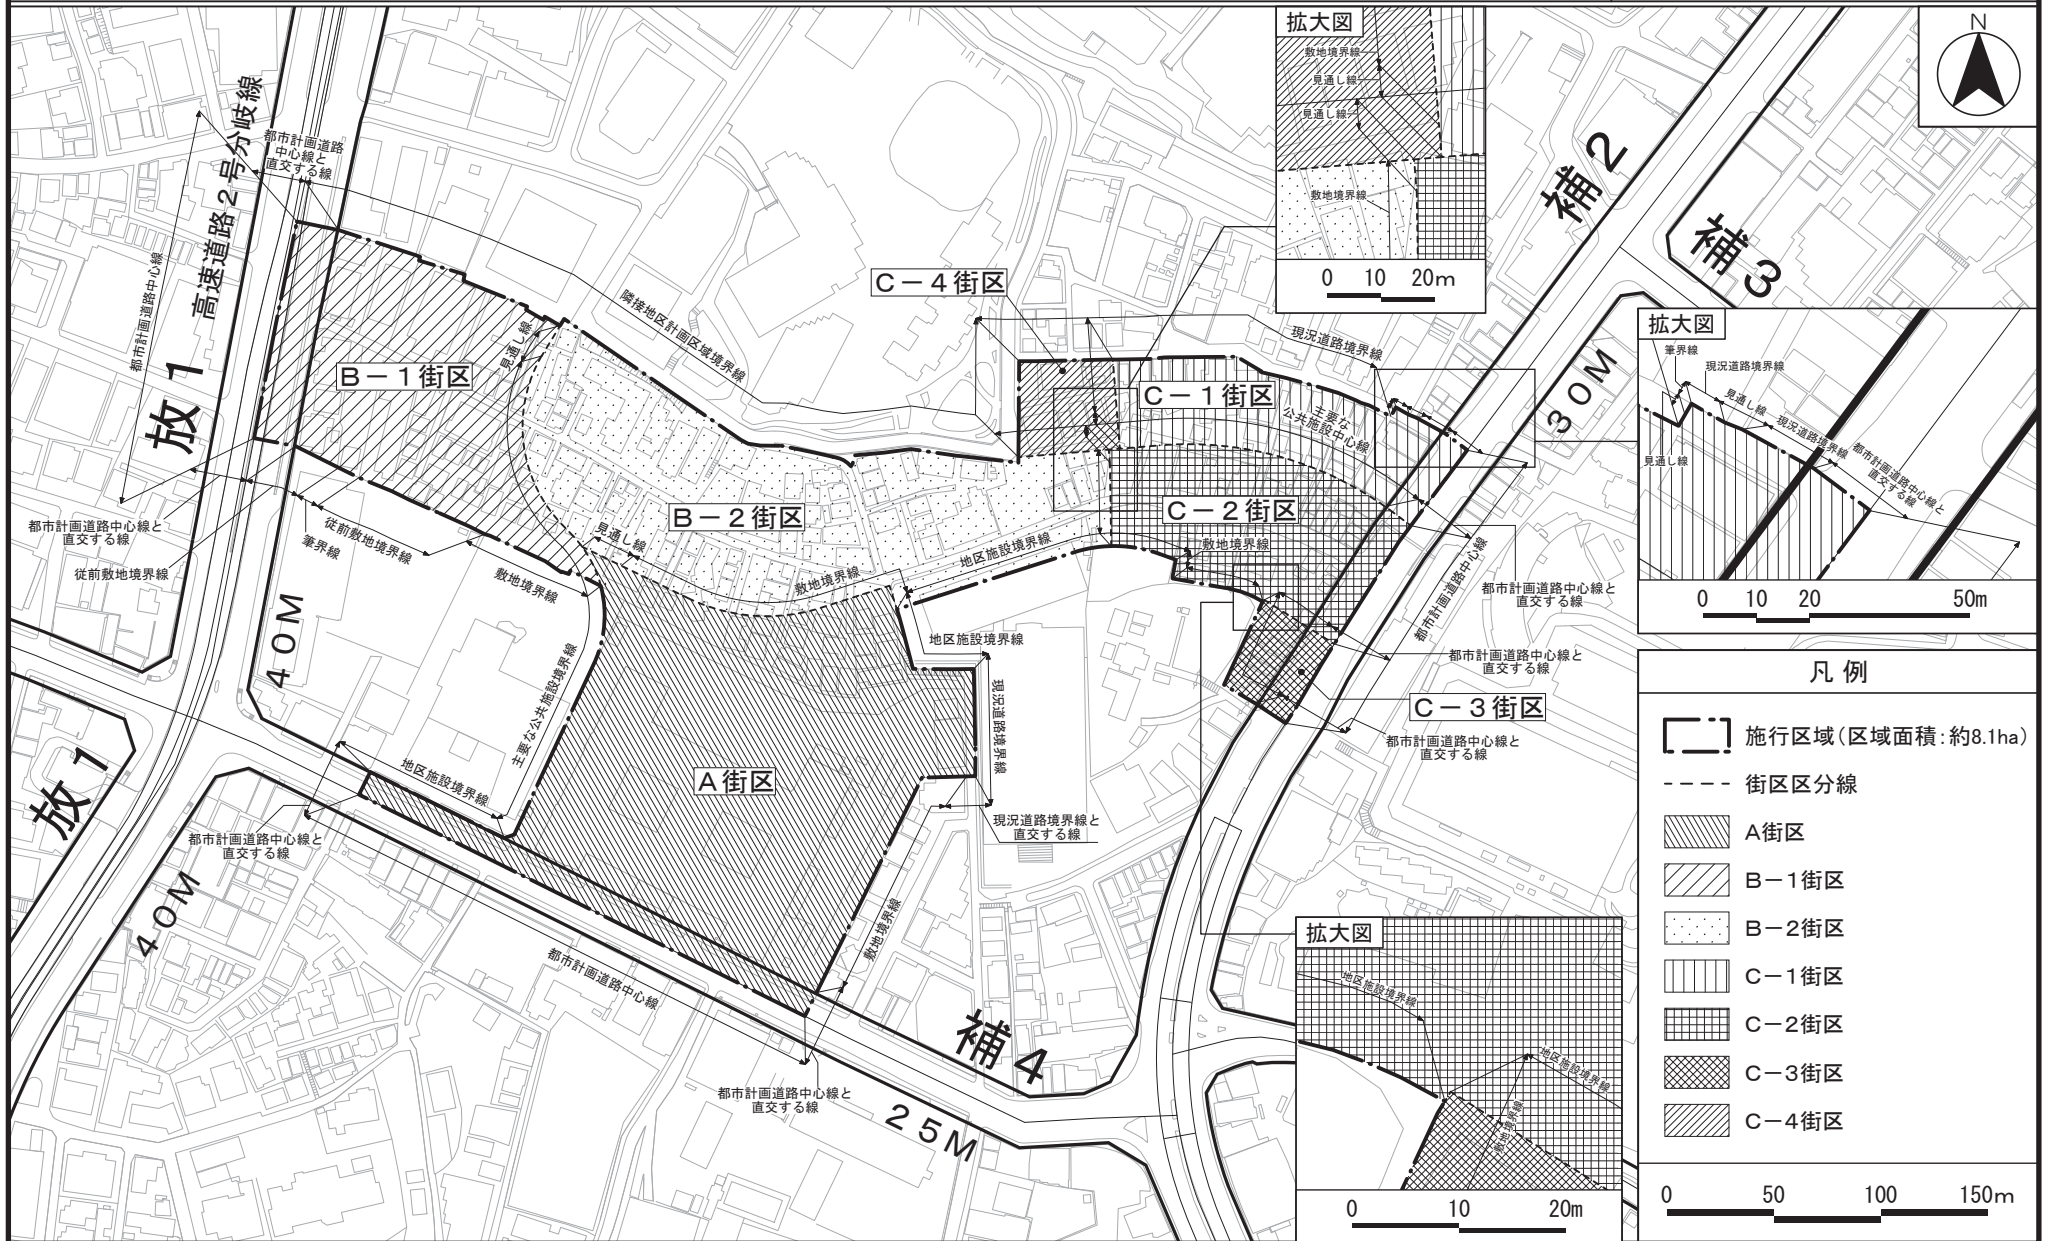 拡大図
敷地境界線
見通し線
見通し線
敷地境界線
0 10 20m
N
高速道路2号分岐線
都市計画道路
中心線と
直交する線
都市計画道路中心線
放1
補2
補3
C－4街区
隣接地区計画区域境界線
現況道路境界線
30M
拡大図
筆界線
現況道路境界線
見通し線
現況道路境界線
都市計画道路中心線と
直交する線
見通し線
0 10 20 50m
見通し線
B－1街区
C－1街区
主要な
公共施設中心線
B－2街区
C－2街区
見通し線
敷地境界線
地区施設境界線
敷地境界線
都市計画道路中心線と
直交する線
従前敷地境界線
筆界線
従前敷地境界線
敷地境界線
都市計画道路中心線
都市計画道路中心線と
直交する線
都市計画道路中心線と
直交する線
C－3街区
都市計画道路中心線と
直交する線
40M
地区施設境界線
現況道路境界線
主要な公共施設境界線
地区施設境界線
A街区
現況道路境界線と
直交する線
放1
都市計画道路中心線と
直交する線
40M
敷地境界線
都市計画道路中心線
補4
都市計画道路中心線と
直交する線
25M
拡大図
地区施設境界線
地区施設境界線
敷地境界線
0 10 20m
凡例
施行区域(区域面積:約8.1ha)
街区区分線
A街区
B－1街区
B－2街区
C－1街区
C－2街区
C－3街区
C－4街区
0 50 100 150m